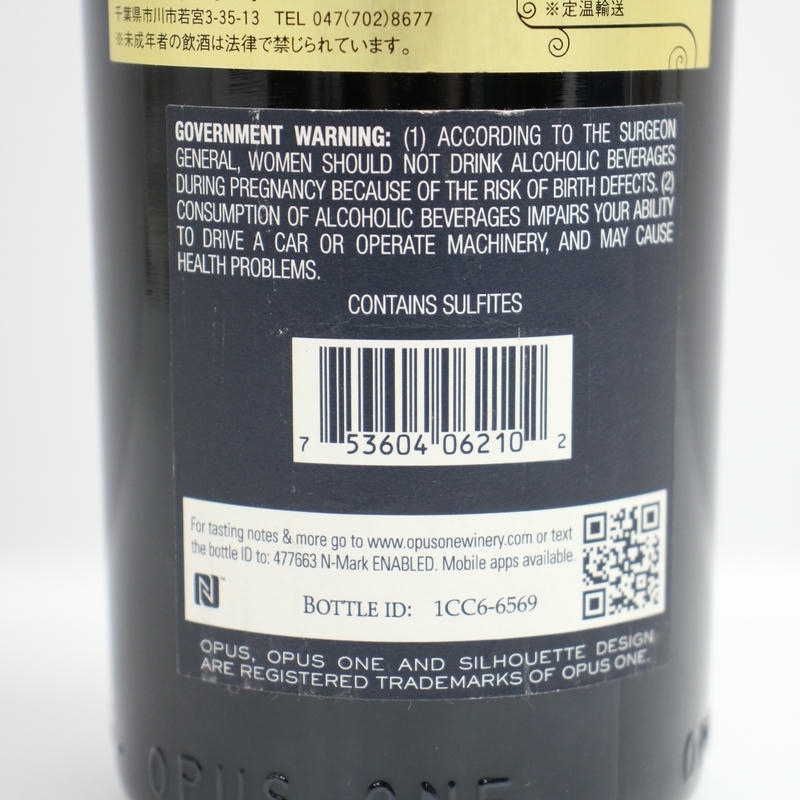 千葉県市川市若宮3-35-13 TEL 047(702)8677
※未成年者の飲酒は法律で禁じられています。
※定温輸送
GOVERNMENT WARNING: (1) ACCORDING TO THE SURGEON
GENERAL, WOMEN SHOULD NOT DRINK ALCOHOLIC BEVERAGES
DURING PREGNANCY BECAUSE OF THE RISK OF BIRTH DEFECTS. (2)
CONSUMPTION OF ALCOHOLIC BEVERAGES IMPAIRS YOUR ABILITY
TO DRIVE A CAR OR OPERATE MACHINERY, AND MAY CAUSE
HEALTH PROBLEMS.
CONTAINS SULFITES
7 53604 06210 2
For tasting notes & more go to www.opusonewinery.com or text
the bottle ID to: 477663 N-Mark ENABLED. Mobile apps available.
BOTTLE ID: 1CC6-6569
OPUS, OPUS ONE AND SILHOUETTE DESIGN
ARE REGISTERED TRADEMARKS OF OPUS ONE.
OPUS ONE